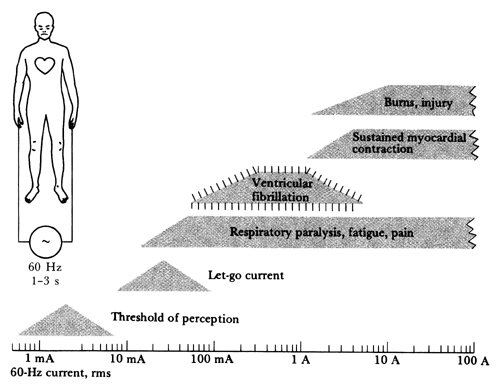 Burns, injury
Sustained myocardial
contraction
Ventricular
fibrillation
Respiratory paralysis, fatigue, pain
~
60 Hz
1–3 s
Let-go current
Threshold of perception
1 mA 10 mA 100 mA 1 A 10 A 100 A
60-Hz current, rms